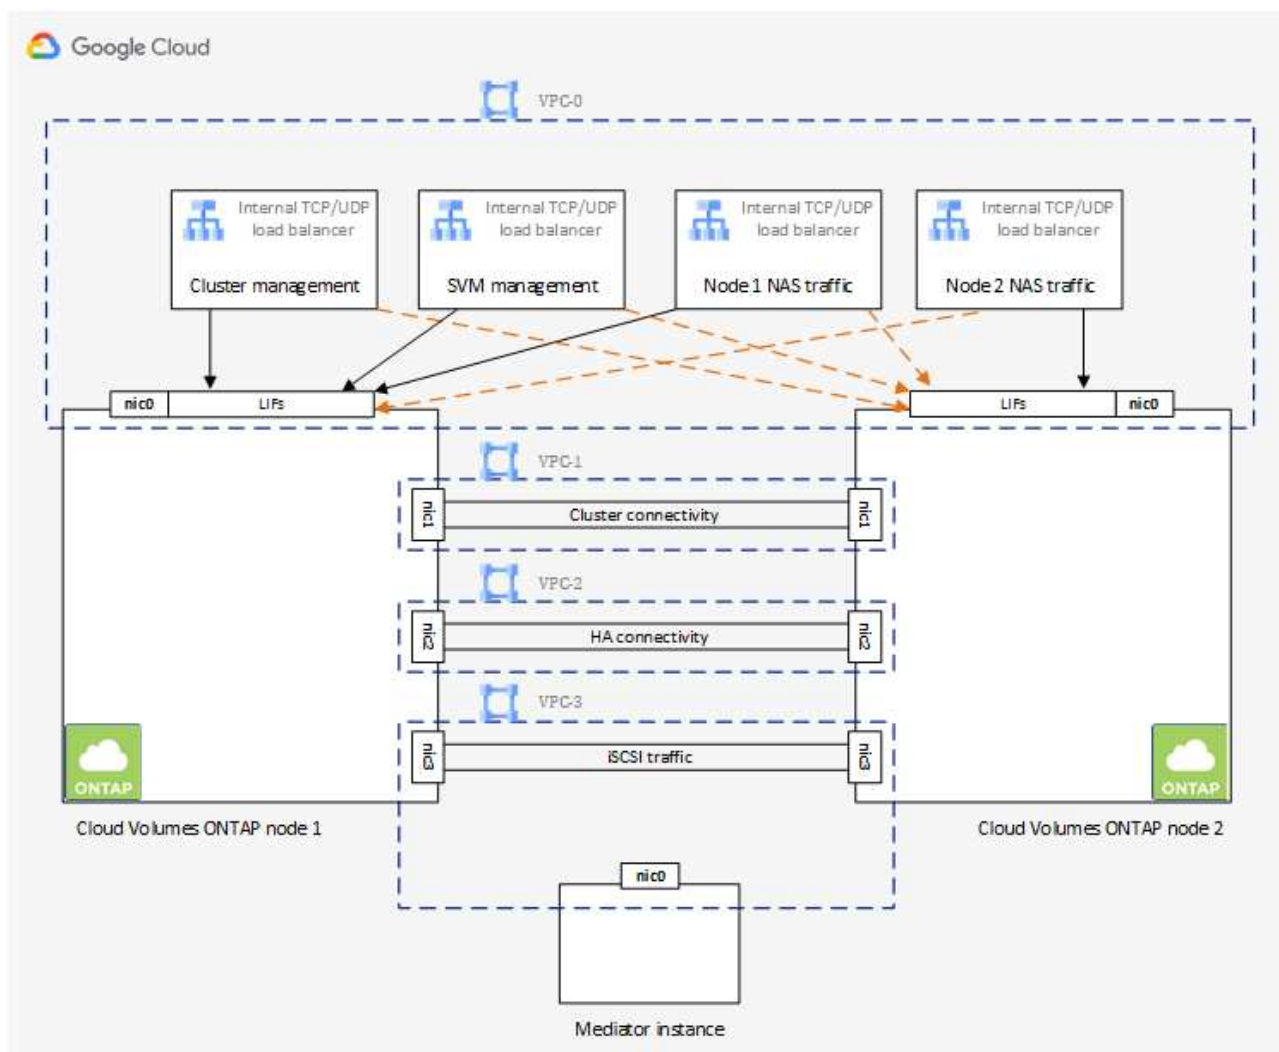 Google Cloud
VPC-0
Internal TCP/UDP
load balancer
Cluster management
Internal TCP/UDP
load balancer
SVM management
Internal TCP/UDP
load balancer
Node 1 NAS traffic
Internal TCP/UDP
load balancer
Node 2 NAS traffic
nic0
LIFs
LIFs
nic0
VPC-1
nic1
Cluster connectivity
nic1
VPC-2
nic2
HA connectivity
nic2
VPC-3
nic3
iSCSI traffic
nic3
ONTAP
ONTAP
Cloud Volumes ONTAP node 1
Cloud Volumes ONTAP node 2
nic0
Mediator instance